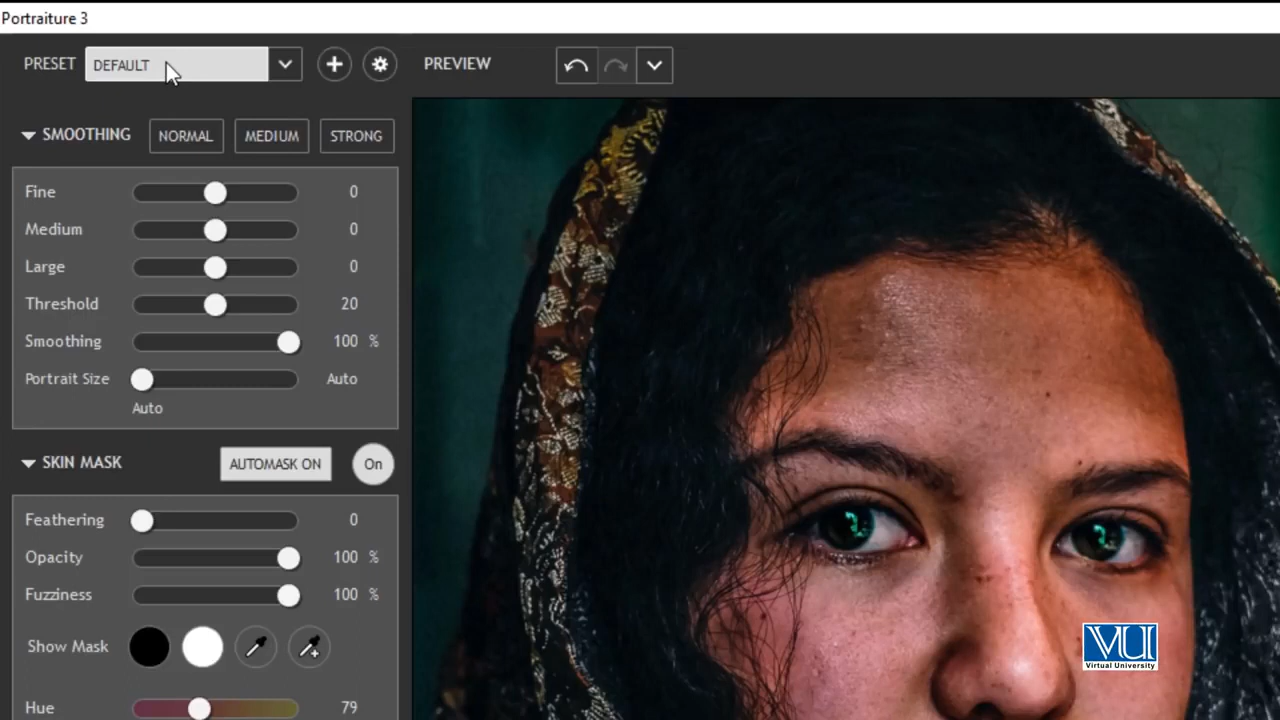 Portraiture 3
PRESET DEFAULT PREVIEW
SMOOTHING NORMAL MEDIUM STRONG
Fine 0
Medium 0
Large 0
Threshold 20
Smoothing 100 %
Portrait Size Auto
Auto
SKIN MASK AUTOMASK ON On
Feathering 0
Opacity 100 %
Fuzziness 100 %
Show Mask
Hue 79
VU
Virtual University